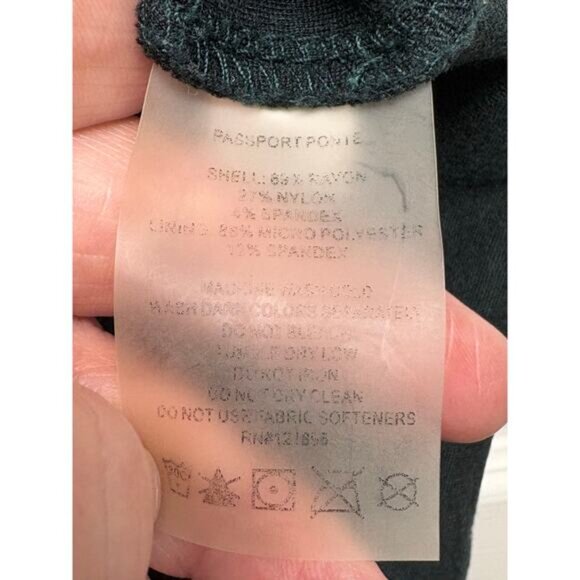 PASSPORT PONTE
SHELL: 69% RAYON
27% NYLON
4% SPANDEX
LINING: 88% MICRO POLYESTER
12% SPANDEX
MACHINE WASH COLD
WASH DARK COLORS SEPARATELY
DO NOT BLEACH
TUMBLE DRY LOW
DO NOT IRON
DO NOT DRY CLEAN
DO NOT USE FABRIC SOFTENERS